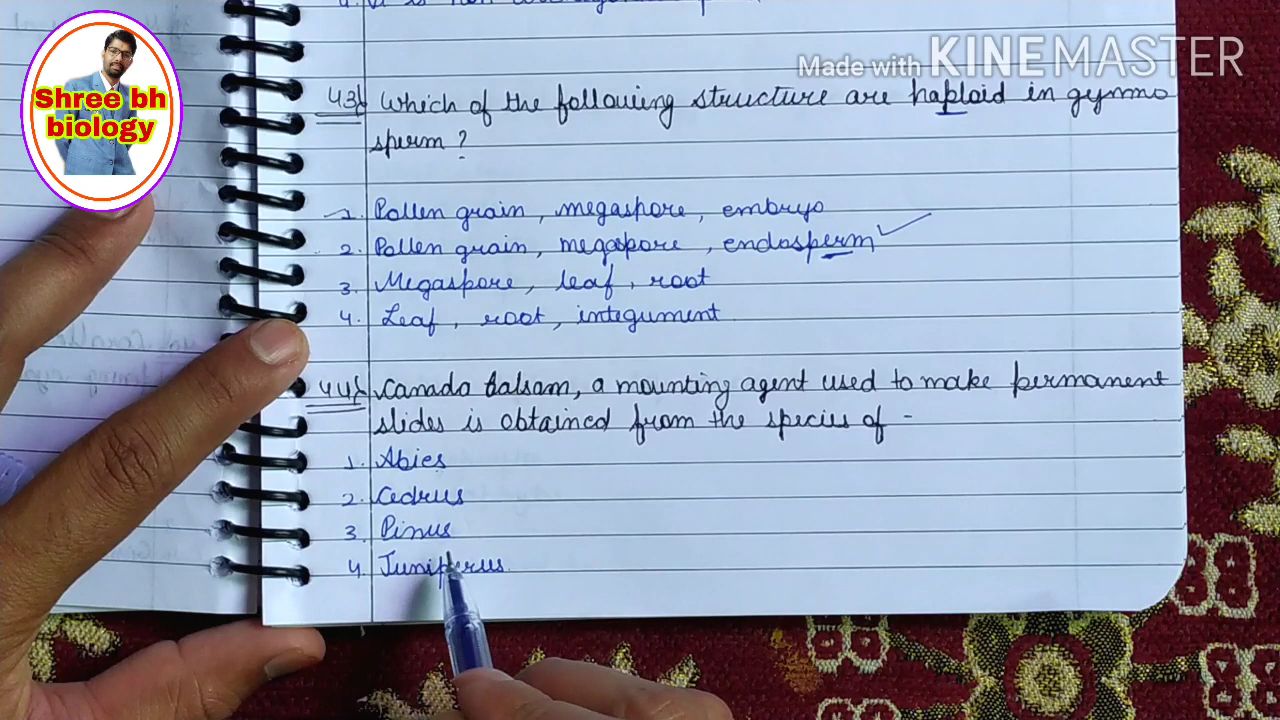 Made with KINEMASTER
Shree bh
biology
43 Which of the following structure are haploid in gymno
sperm ?
1. Pollen grain, megaspore, embryo
2. Pollen grain, megapore, endosperm
3. Megaspore, leaf, root
4. Leaf, root, integument
44 Canada balsam, a mounting agent used to make permanent
slides is obtained from the species of -
1. Abies
2. Cedrus
3. Pinus
4. Juniperus